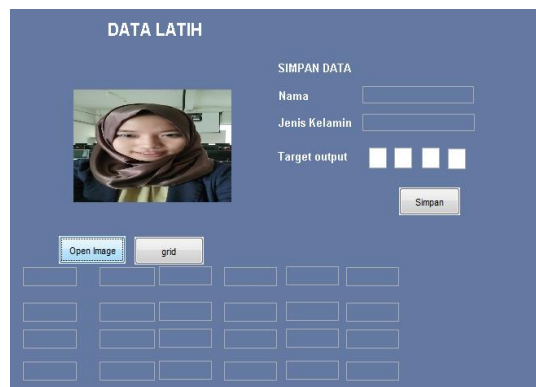 DATA LATIH
SIMPAN DATA
Nama
Jenis Kelamin
Target output
Simpan
Open Image
grid